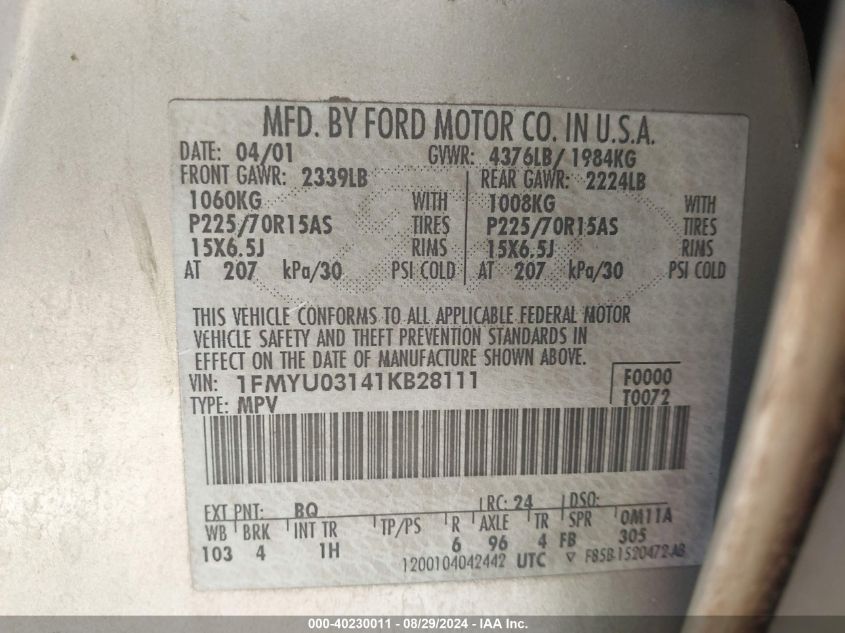 MFD. BY FORD MOTOR CO. IN U.S.A.
DATE: 04/01 GVWR: 4376LB/ 1984KG
FRONT GAWR: 2339LB REAR GAWR: 2224LB
1060KG WITH 1008KG WITH
P225/70R15AS TIRES P225/70R15AS TIRES
15X6.5J RIMS 15X6.5J RIMS
AT 207 kPa/30 PSI COLD AT 207 kPa/30 PSI COLD
THIS VEHICLE CONFORMS TO ALL APPLICABLE FEDERAL MOTOR
VEHICLE SAFETY AND THEFT PREVENTION STANDARDS IN
EFFECT ON THE DATE OF MANUFACTURE SHOWN ABOVE.
VIN: 1FMYU03141KB28111 F0000
TYPE: MPV T0072
EXT PNT: BQ RC: 24 DSO:
WB BRK INT TR TP/PS R AXLE TR SPR 0M11A
103 4 1H 6 96 4 FB 305
1200104042442 UTC ▽ F85B-1520472-AB
000-40230011 - 08/29/2024 - IAA Inc.